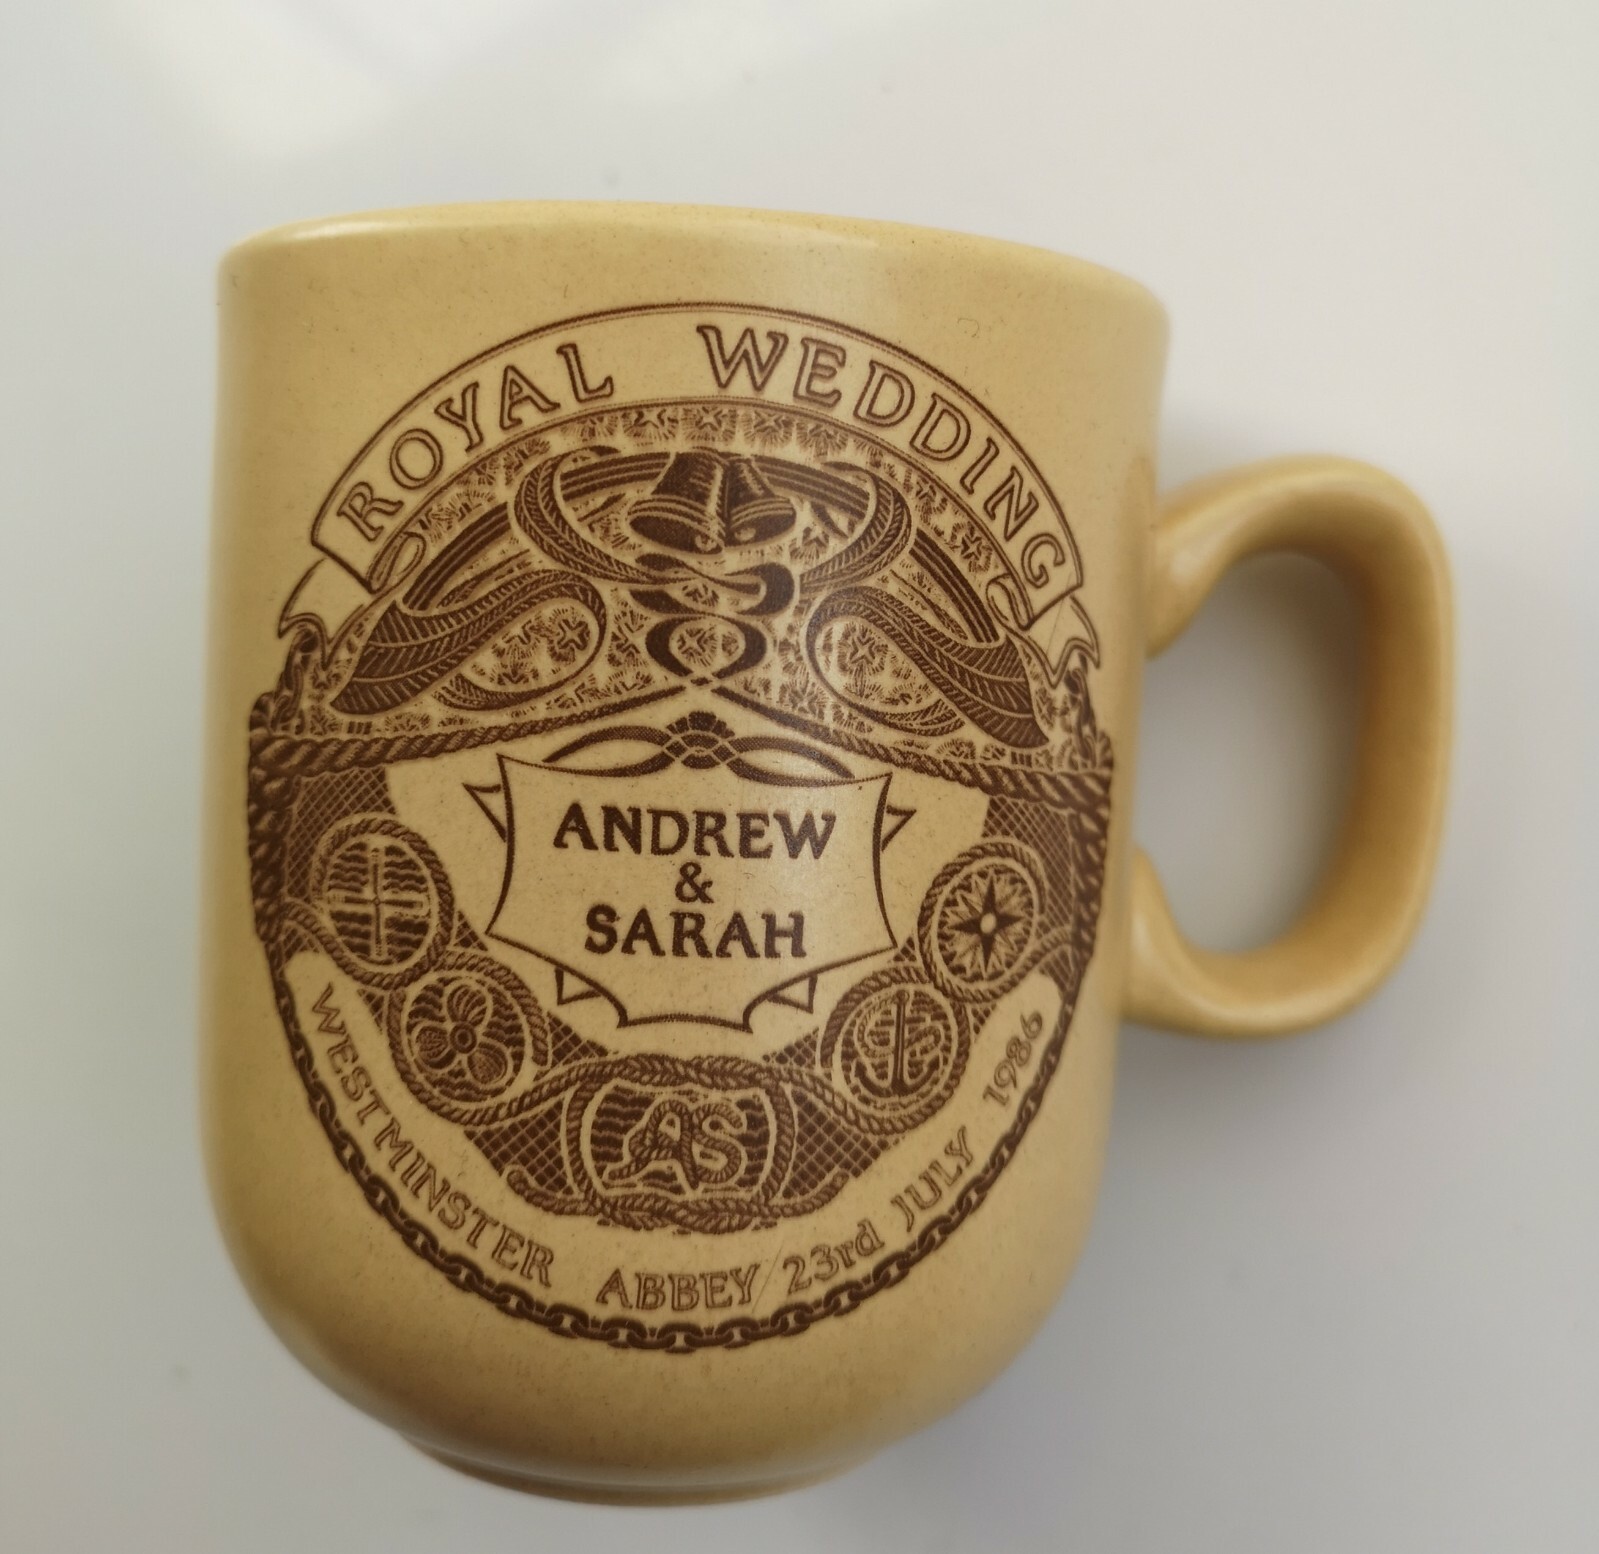 ROYAL WEDDING
ANDREW
&
SARAH
AS
WESTMINSTER ABBEY 23rd JULY 1986